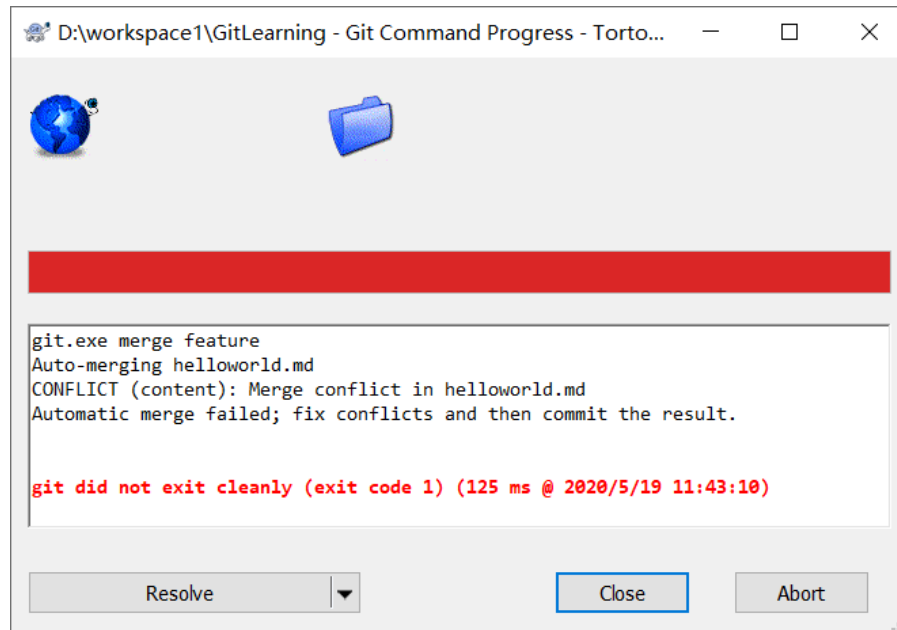 D:\workspace1\GitLearning - Git Command Progress - Torto...
git.exe merge feature
Auto-merging helloworld.md
CONFLICT (content): Merge conflict in helloworld.md
Automatic merge failed; fix conflicts and then commit the result.
git did not exit cleanly (exit code 1) (125 ms @ 2020/5/19 11:43:10)
Resolve
Close
Abort